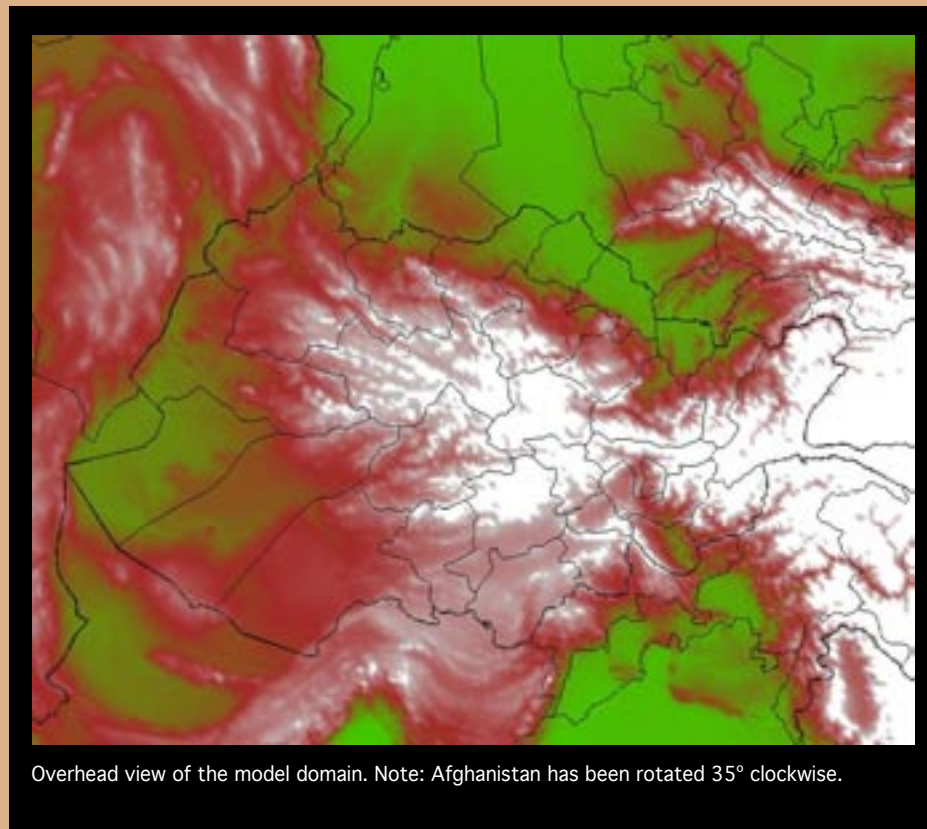 Overhead view of the model domain. Note: Afghanistan has been rotated 35° clockwise.